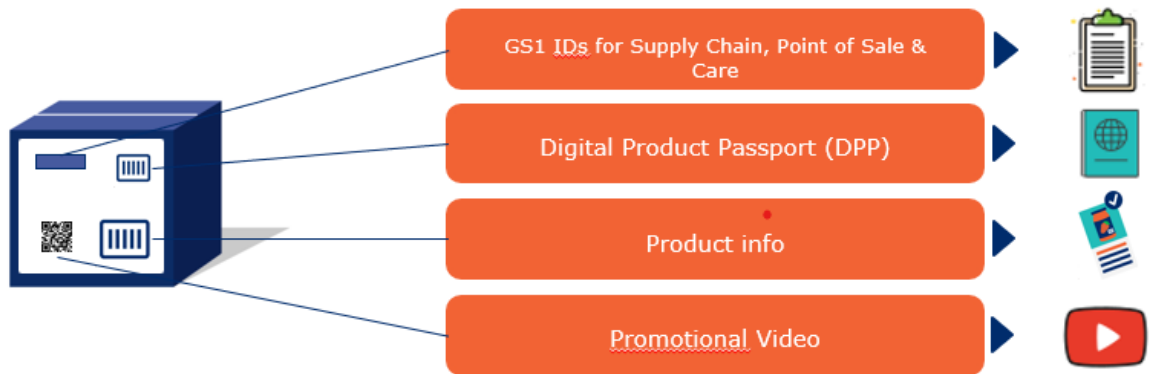 GS1 IDs for Supply Chain, Point of Sale &
Care
Digital Product Passport (DPP)
Product info
Promotional Video